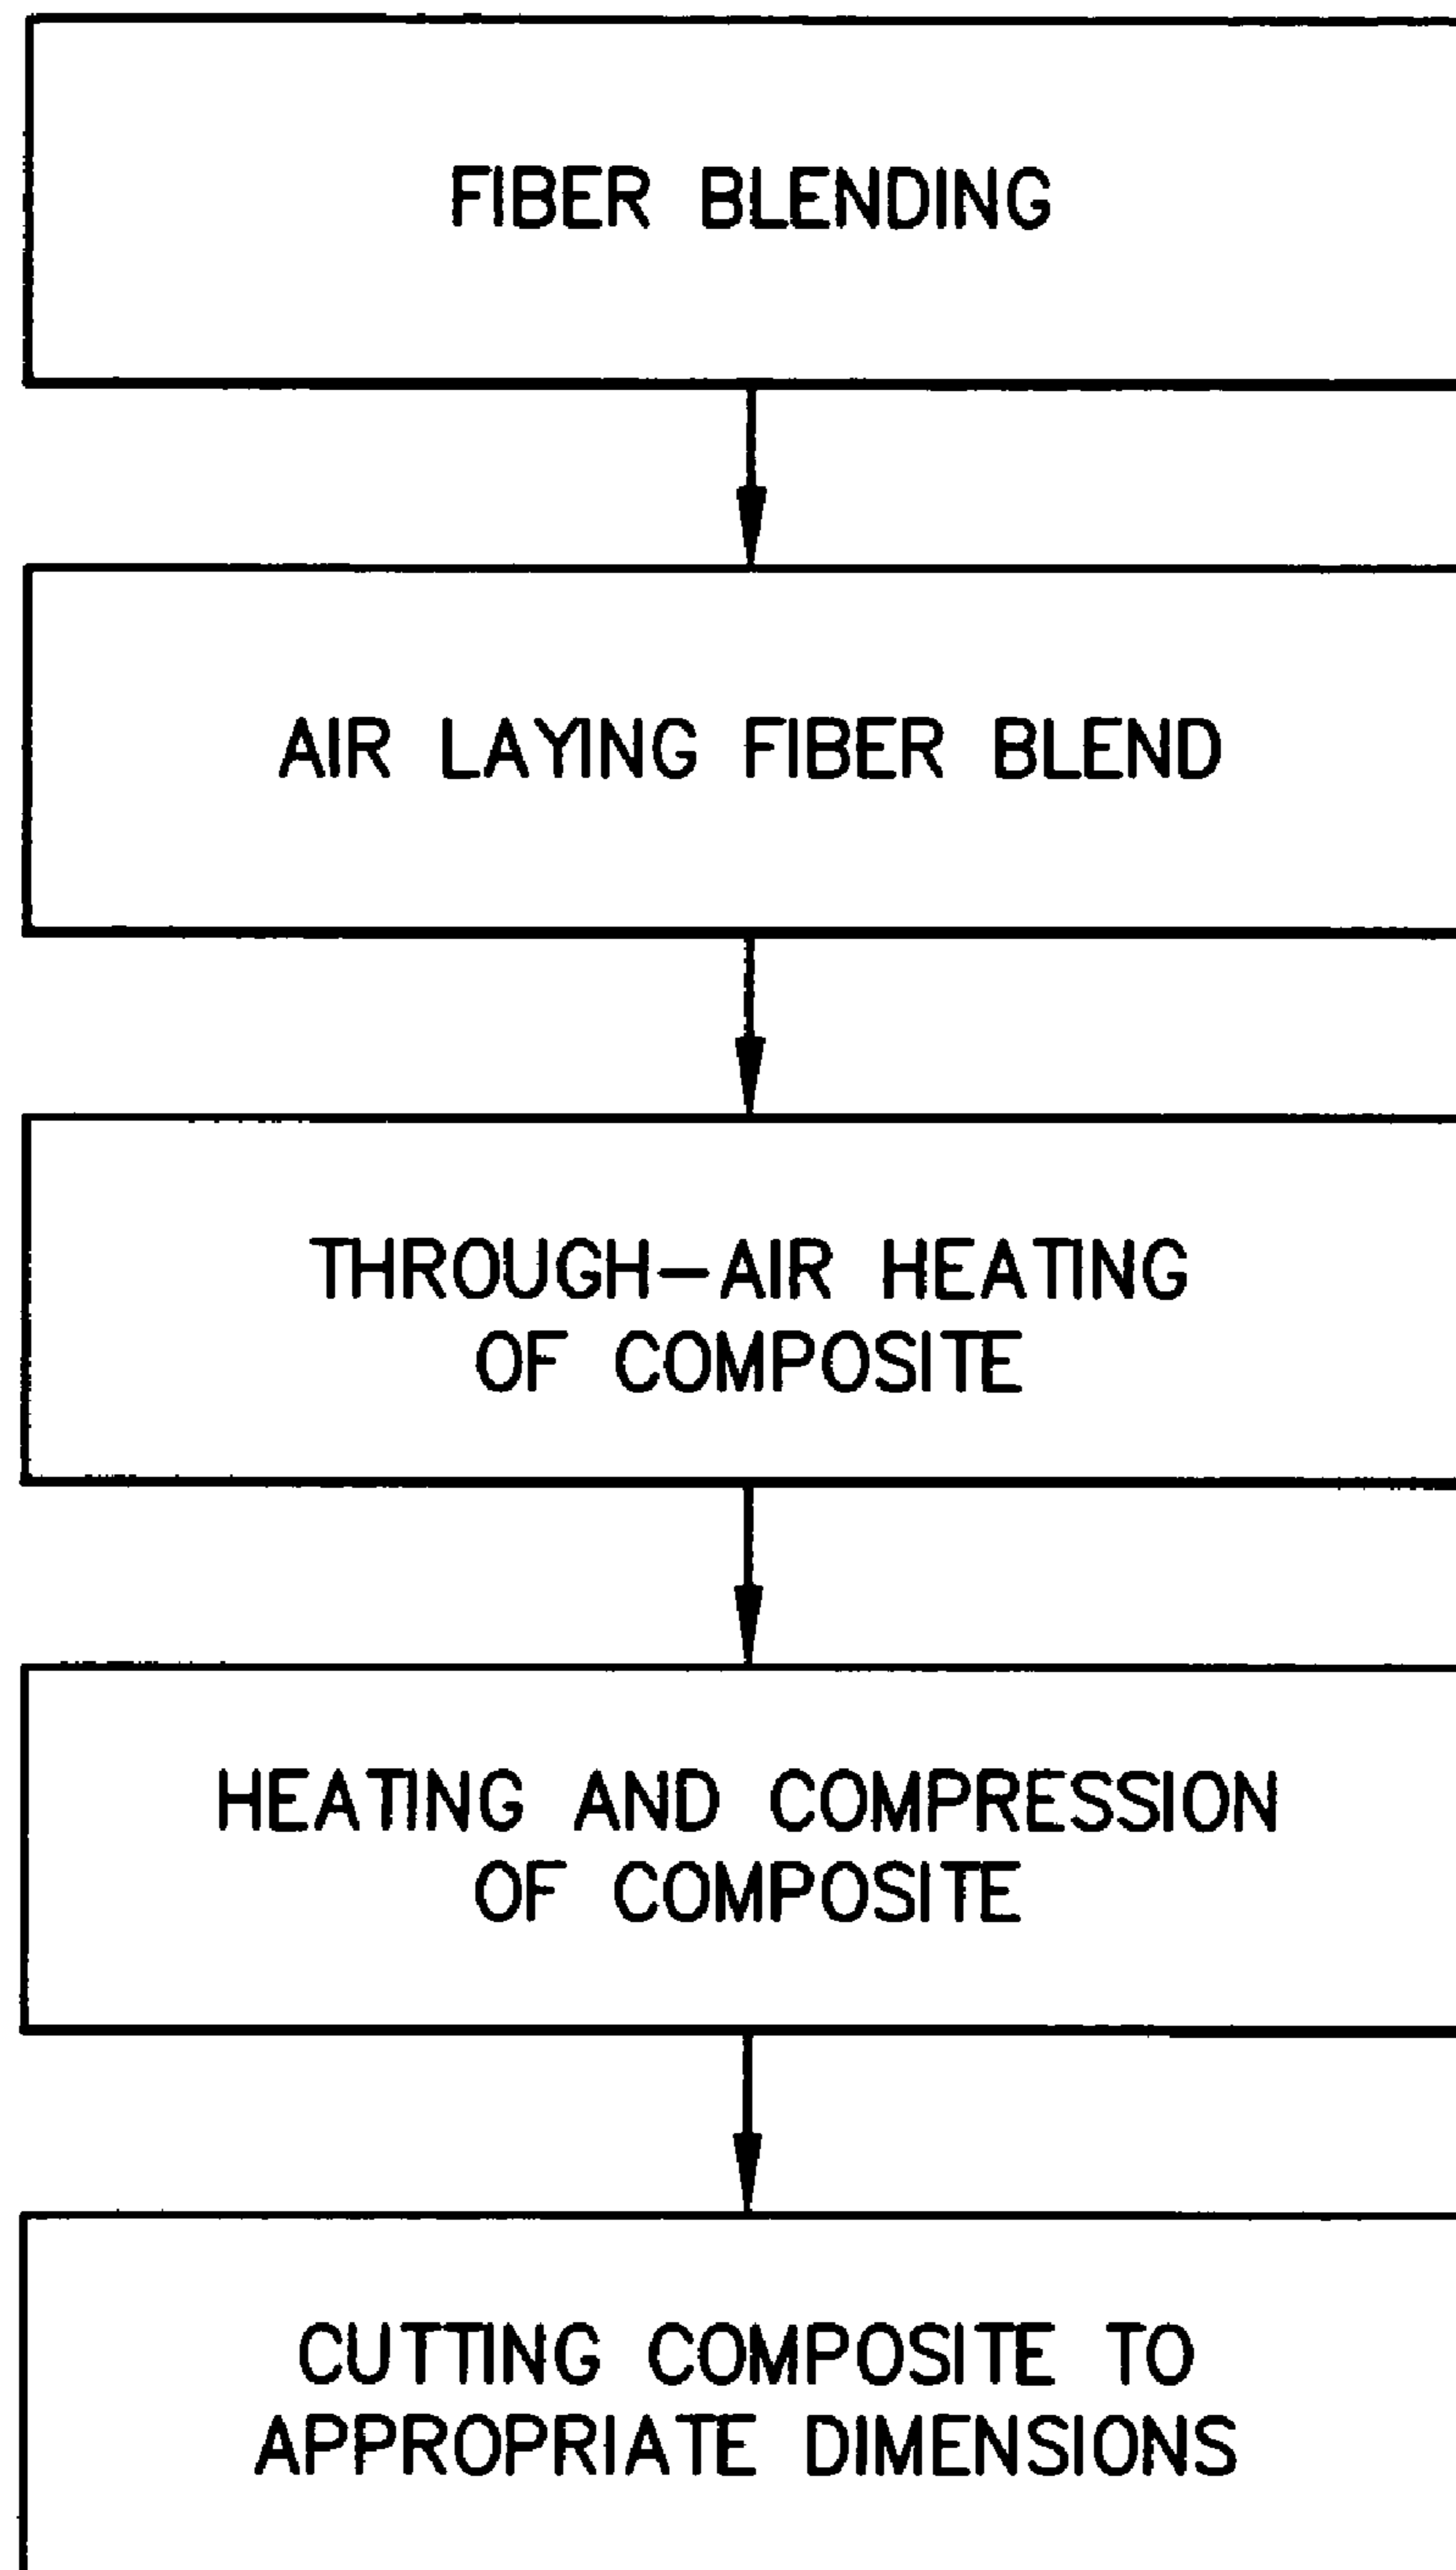 FIBER BLENDING
AIR LAYING FIBER BLEND
THROUGH-AIR HEATING
OF COMPOSITE
HEATING AND COMPRESSION
OF COMPOSITE
CUTTING COMPOSITE TO
APPROPRIATE DIMENSIONS